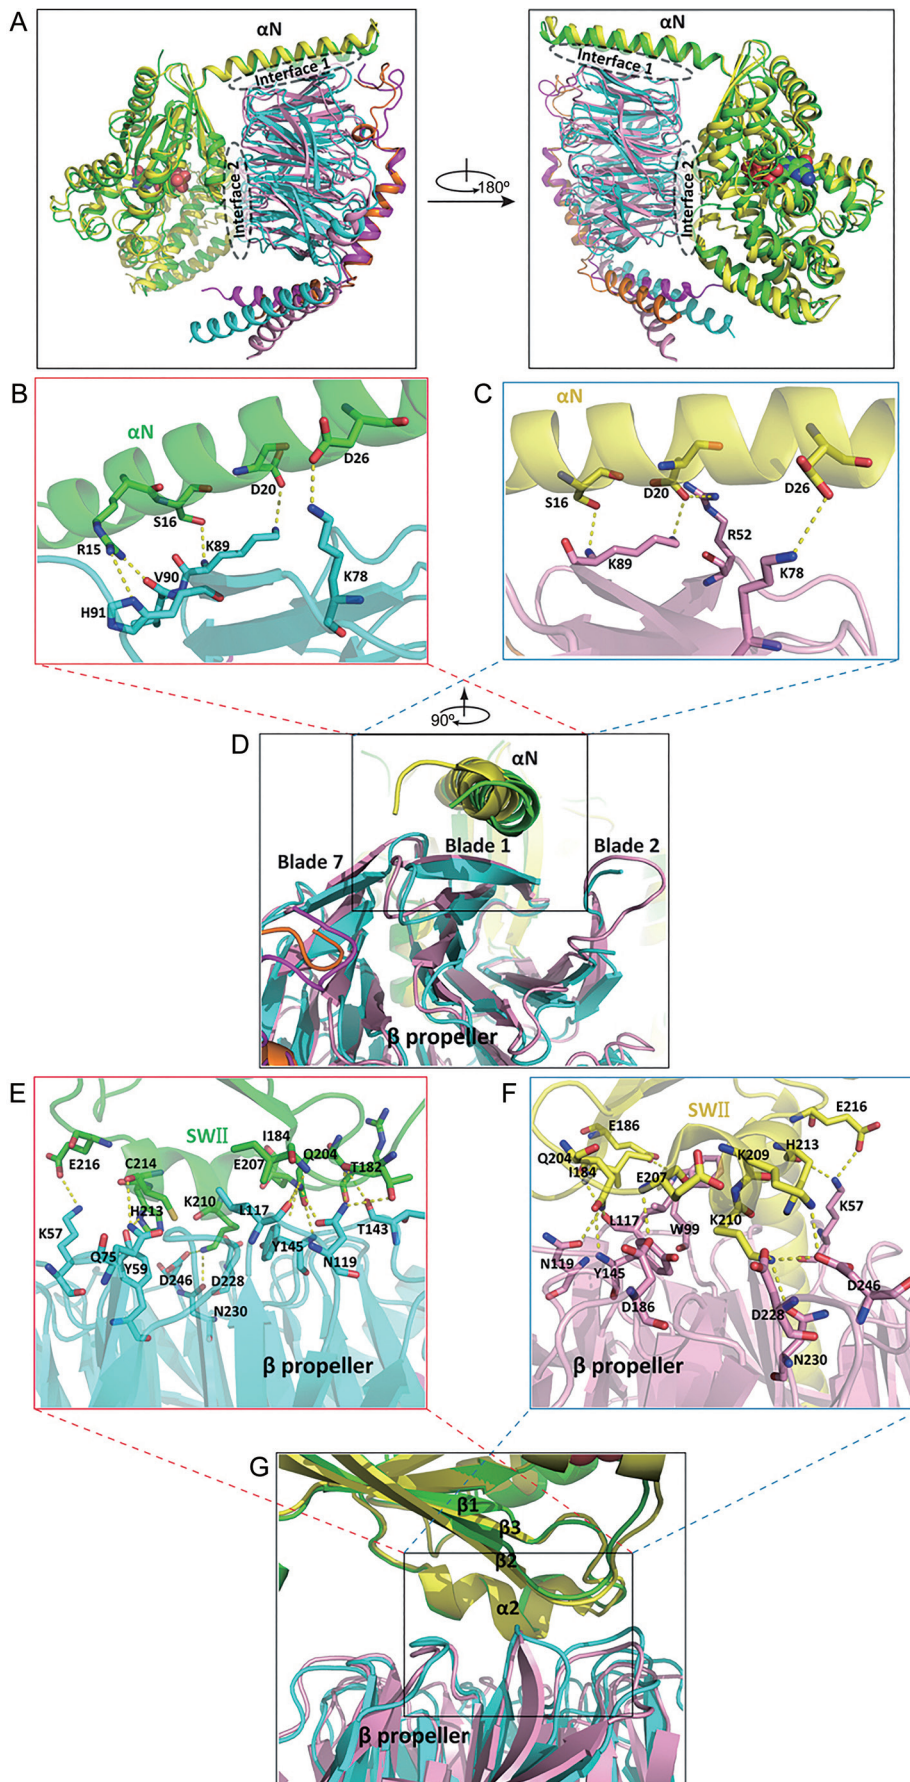 A
αN
Interface 1
Interface 2
180º
αN
Interface 1
Interface 2
B
αN
D26
D20
S16
R15
K89
V90
K78
H91
C
αN
S16
D20
D26
R52
K89
K78
90º
D
αN
Blade 1
Blade 2
Blade 7
β propeller
E
SWII
I184
Q204
E216
C214
E207
T182
K210
H213
L117
K57
T143
Q75
Y145
Y59
N119
D246
D228
N230
β propeller
F
SWII
E216
E186
H213
Q204
K209
I184
E207
K57
L117
K210
W99
N119
Y145
D246
D186
D228
N230
β propeller
G
β1
β3
β2
α2
β propeller